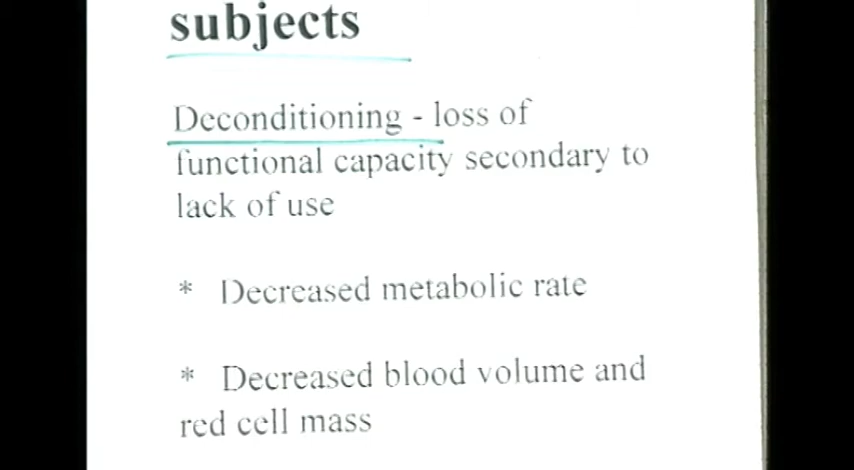 subjects
Deconditioning - loss of
functional capacity secondary to
lack of use
* Decreased metabolic rate
* Decreased blood volume and
red cell mass